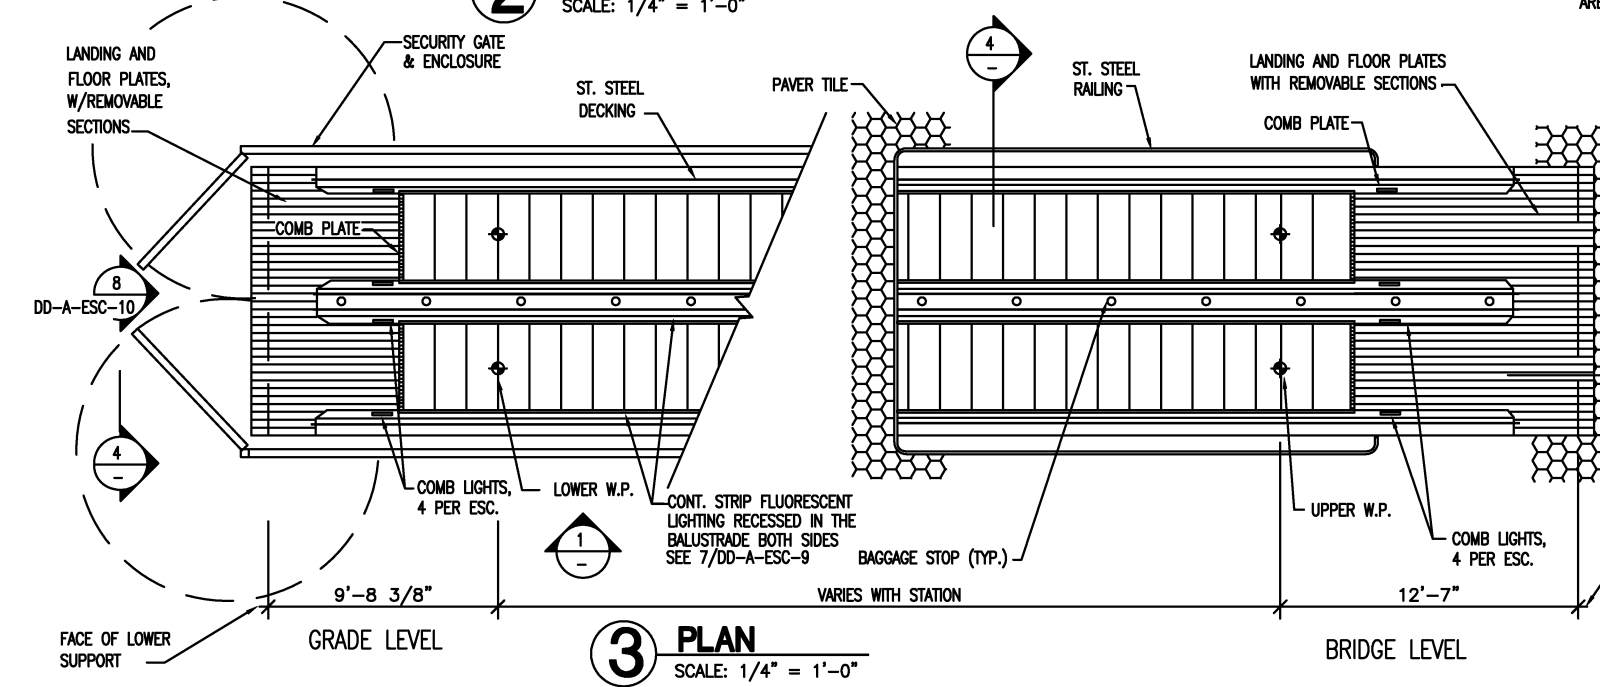 2
SCALE: 1/4" = 1'-0"
ARE
LANDING AND
FLOOR PLATES,
W/REMOVABLE
SECTIONS
SECURITY GATE
& ENCLOSURE
ST. STEEL
DECKING
PAVER TILE
4
-
ST. STEEL
RAILING
LANDING AND FLOOR PLATES
WITH REMOVABLE SECTIONS
COMB PLATE
COMB PLATE
8
DD-A-ESC-10
4
-
COMB LIGHTS,
4 PER ESC.
LOWER W.P.
CONT. STRIP FLUORESCENT
LIGHTING RECESSED IN THE
BALUSTRADE BOTH SIDES
SEE 7/DD-A-ESC-9
1
-
BAGGAGE STOP (TYP.)
UPPER W.P.
COMB LIGHTS,
4 PER ESC.
9'-8 3/8"
VARIES WITH STATION
12'-7"
FACE OF LOWER
SUPPORT
GRADE LEVEL
3
PLAN
SCALE: 1/4" = 1'-0"
BRIDGE LEVEL